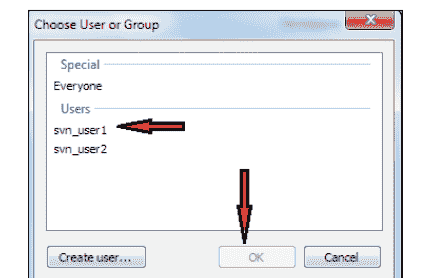 Choose User or Group
Special
Everyone
Users
svn_user1
svn_user2
Create user... OK Cancel